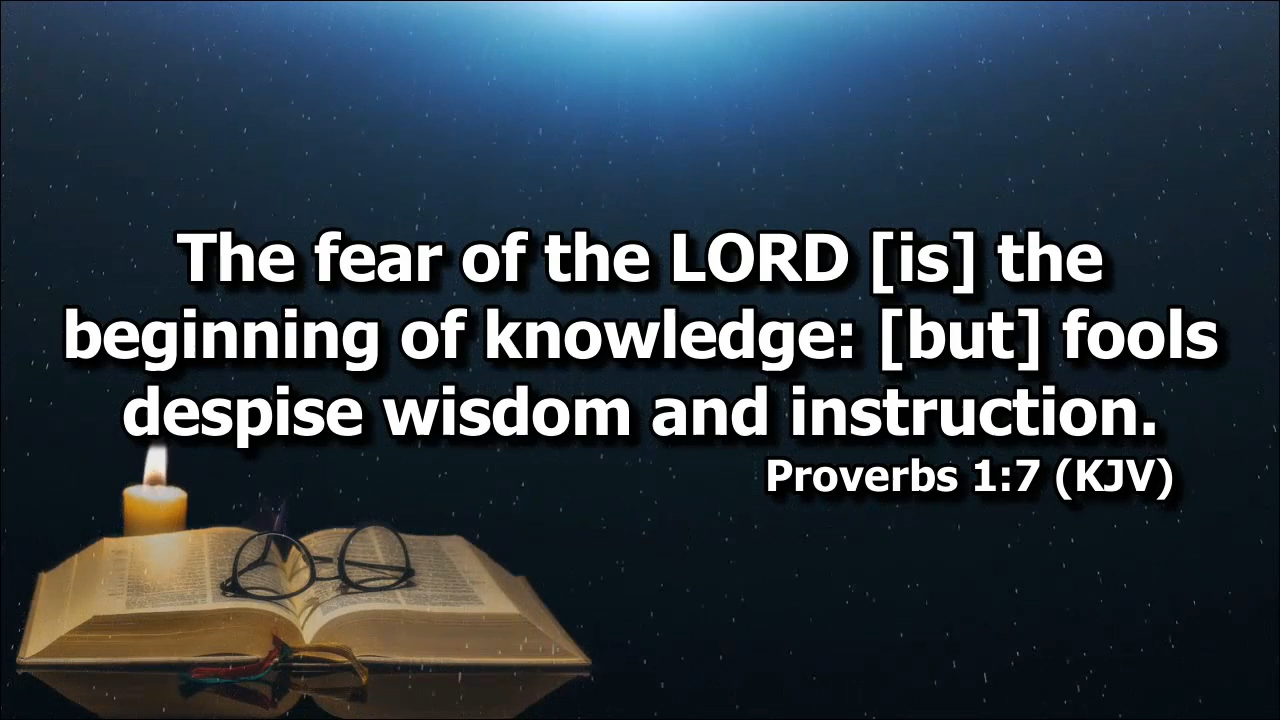 The fear of the LORD [is] the
beginning of knowledge: [but] fools
despise wisdom and instruction.
Proverbs 1:7 (KJV)